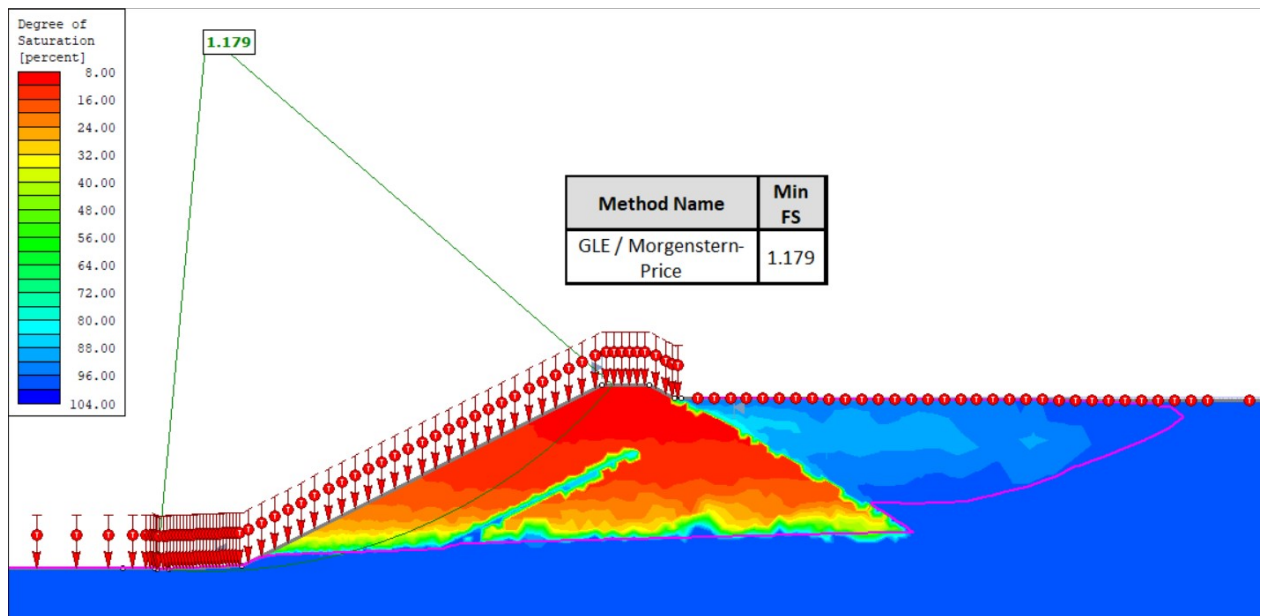 Degree of
Saturation
[percent]
8.00
16.00
24.00
32.00
40.00
48.00
56.00
64.00
72.00
80.00
88.00
96.00
104.00
1.179
Method Name
Min
FS
GLE / Morgenstern-
Price
1.179